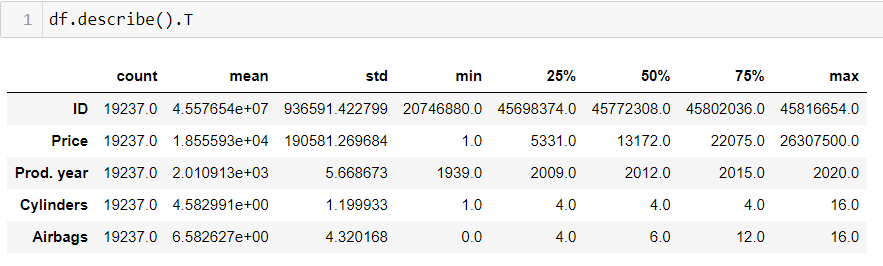 1 df.describe().T
count mean std min 25% 50% 75% max
ID 19237.0 4.557654e+07 936591.422799 20746880.0 45698374.0 45772308.0 45802036.0 45816654.0
Price 19237.0 1.855593e+04 190581.269684 1.0 5331.0 13172.0 22075.0 26307500.0
Prod. year 19237.0 2.010913e+03 5.668673 1939.0 2009.0 2012.0 2015.0 2020.0
Cylinders 19237.0 4.582991e+00 1.199933 1.0 4.0 4.0 4.0 16.0
Airbags 19237.0 6.582627e+00 4.320168 0.0 4.0 6.0 12.0 16.0